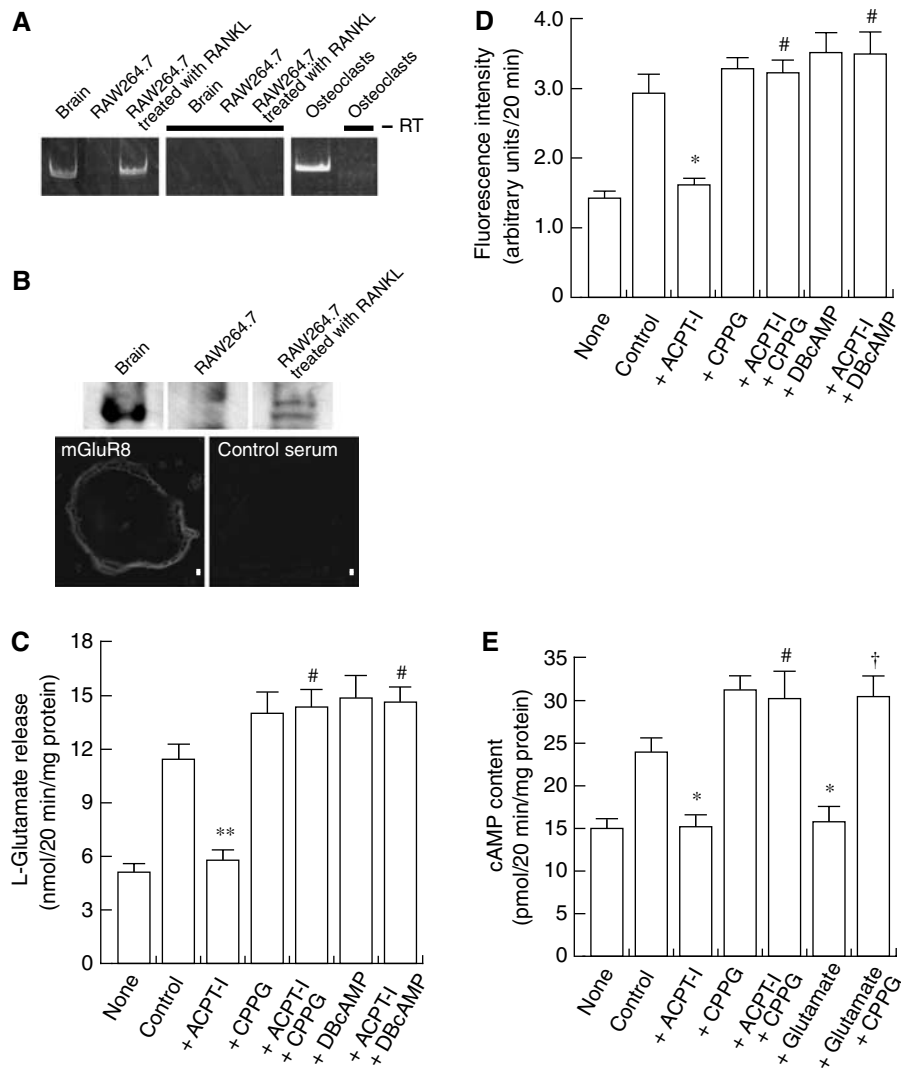 A
Brain
RAW264.7
RAW264.7
treated with RANKL
Brain
RAW264.7
RAW264.7
treated with RANKL
Osteoclasts
Osteoclasts
– RT
B
Brain
RAW264.7
RAW264.7
treated with RANKL
mGluR8
Control serum
C
L-Glutamate release
(nmol/20 min/mg protein)
18
15
12
9
6
3
0
**
#
#
None
Control
+ ACPT-I
+ CPPG
+ ACPT-I
+ CPPG
+ DBcAMP
+ ACPT-I
+ DBcAMP
D
Fluorescence intensity
(arbitrary units/20 min)
4.0
3.0
2.0
1.0
0
*
#
#
None
Control
+ ACPT-I
+ CPPG
+ ACPT-I
+ CPPG
+ DBcAMP
+ ACPT-I
+ DBcAMP
E
cAMP content
(pmol/20 min/mg protein)
35
30
25
20
15
10
5
0
*
#
*
†
None
Control
+ ACPT-I
+ CPPG
+ ACPT-I
+ CPPG
+ Glutamate
+ Glutamate
+ CPPG